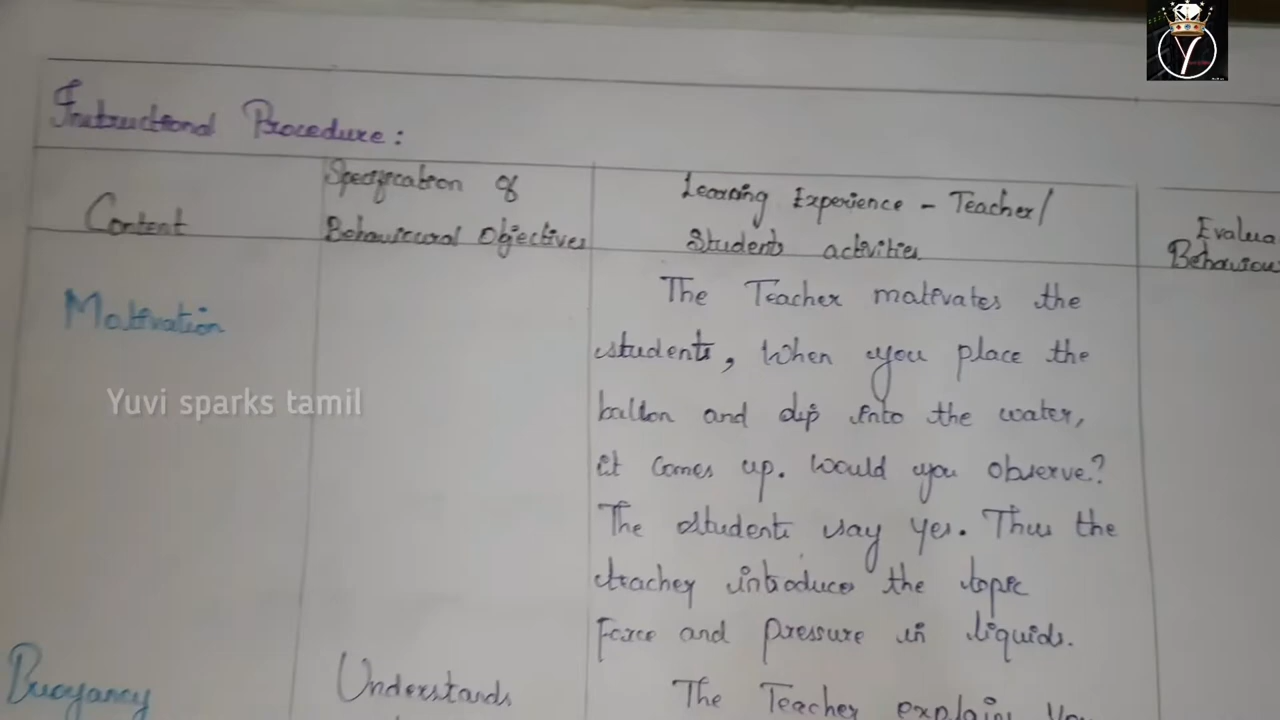 Instructional Procedure:
Content
Specification of
Behavioural Objectives
Learning Experience - Teacher/
Students activities
Evalua
Behaviou
Motivation
The Teacher motivates the
students, When you place the
ballon and dip into the water,
it comes up. Would you observe?
The students say yes. Thus the
teacher introduce the topic
Force and pressure in liquids.
Yuvi sparks tamil
Buoyancy
Understands
The Teacher explain
Y